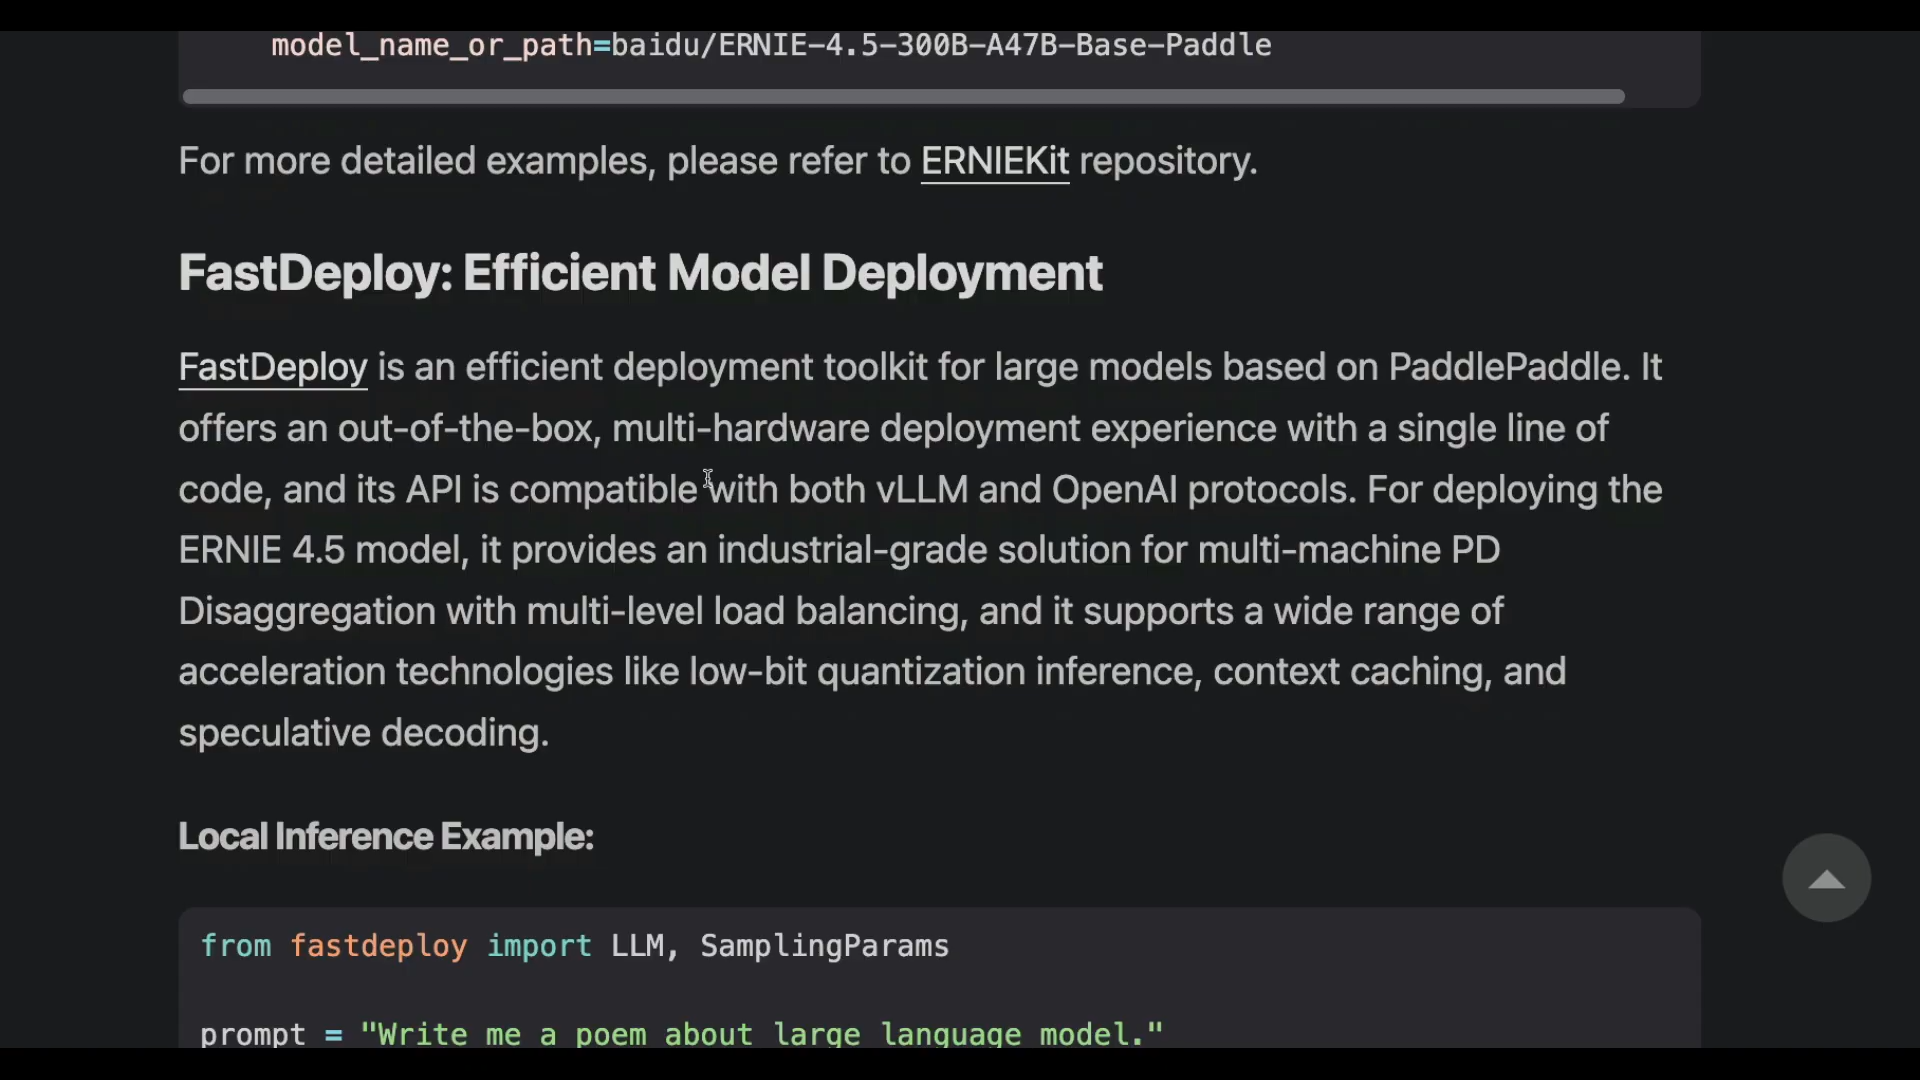 model_name_or_path=baidu/ERNIE-4.5-300B-A47B-Base-Paddle
For more detailed examples, please refer to ERNIEKit repository.
FastDeploy: Efficient Model Deployment
FastDeploy is an efficient deployment toolkit for large models based on PaddlePaddle. It
offers an out-of-the-box, multi-hardware deployment experience with a single line of
code, and its API is compatible with both vLLM and OpenAI protocols. For deploying the
ERNIE 4.5 model, it provides an industrial-grade solution for multi-machine PD
Disaggregation with multi-level load balancing, and it supports a wide range of
acceleration technologies like low-bit quantization inference, context caching, and
speculative decoding.
Local Inference Example:
from fastdeploy import LLM, SamplingParams
prompt = "Write me a poem about large language model."